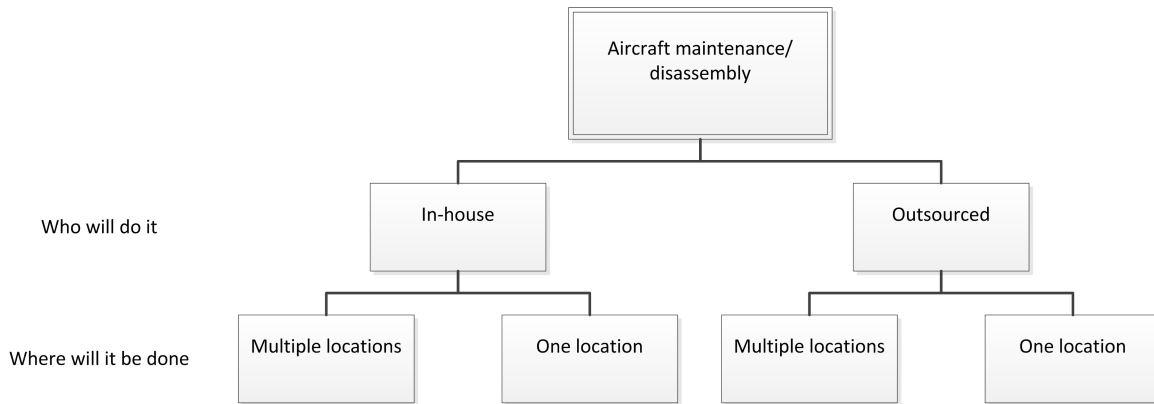 Aircraft maintenance/
disassembly
Who will do it
In-house
Outsourced
Where will it be done
Multiple locations
One location
Multiple locations
One location